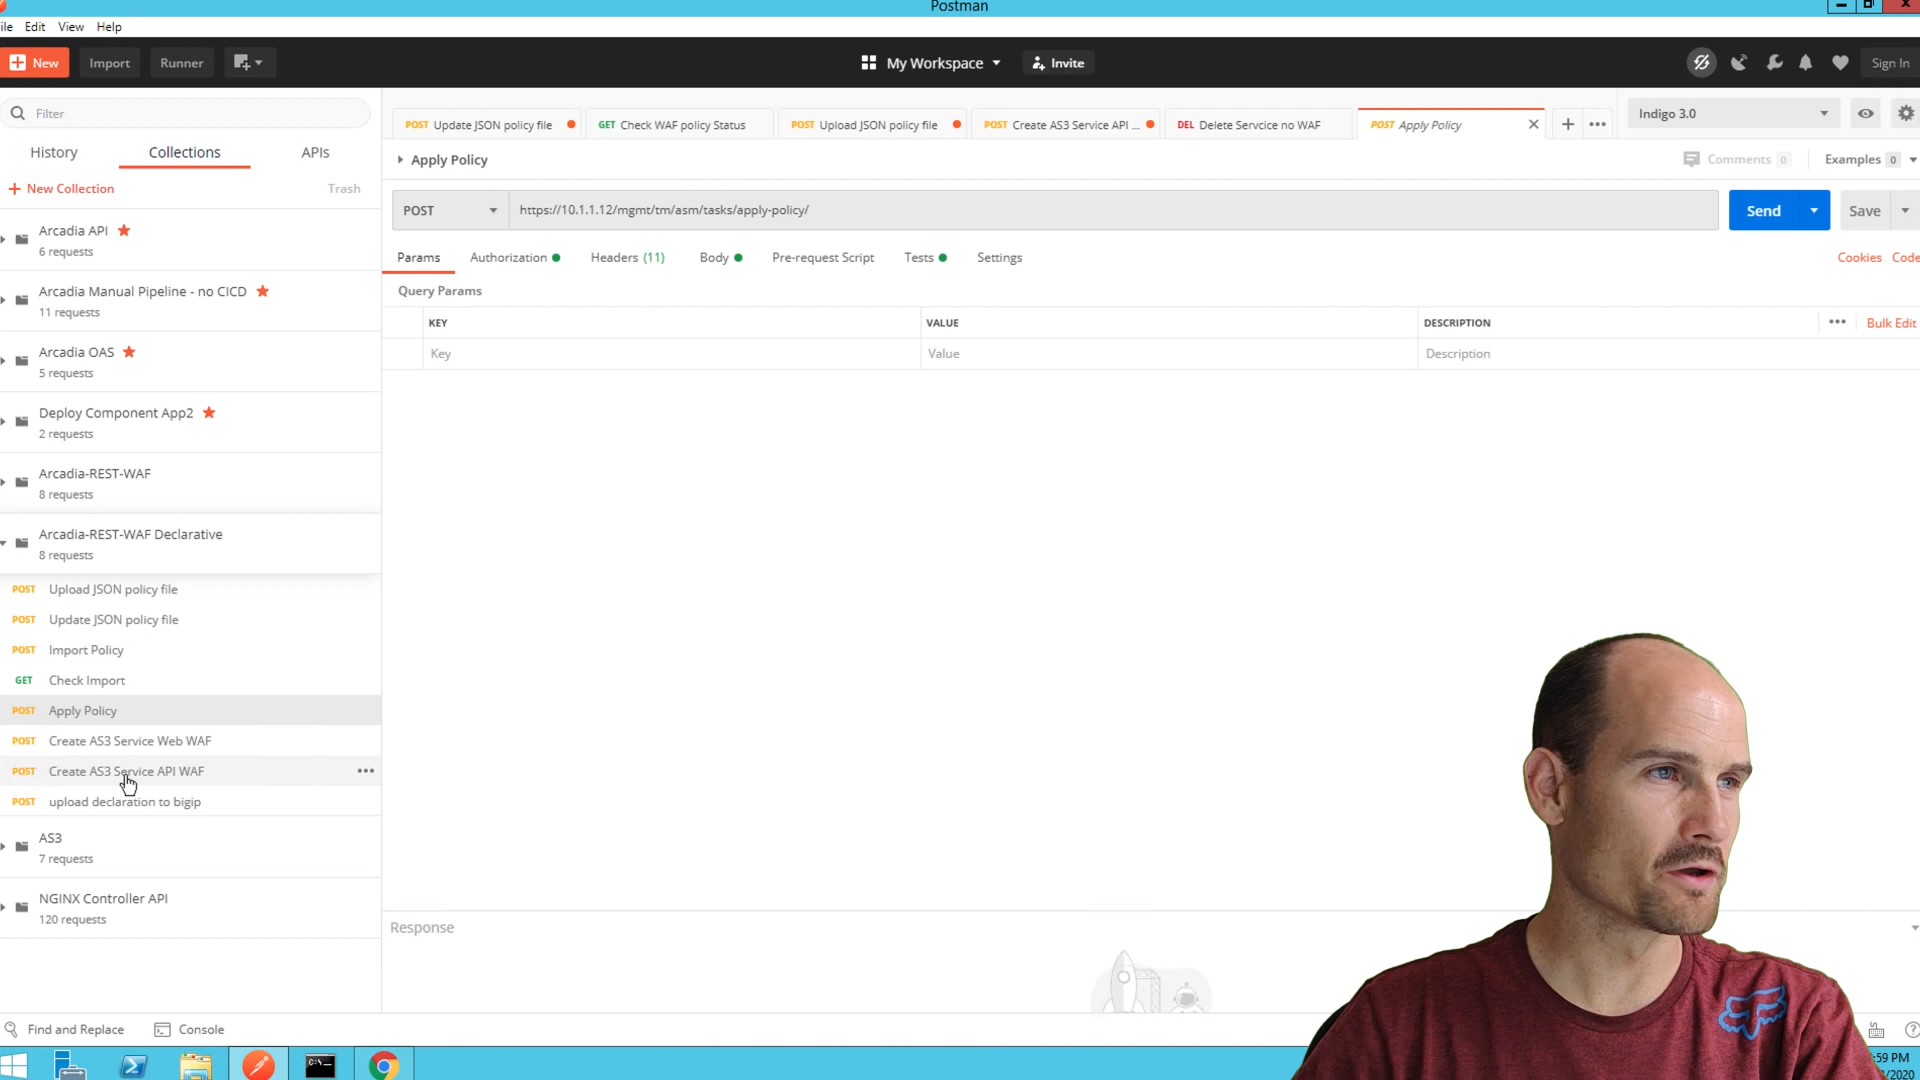 Postman
ile Edit View Help
New Import Runner My Workspace Invite Sign In
Filter
History Collections APIs
New Collection Trash
Arcadia API
6 requests
Arcadia Manual Pipeline - no CICD
11 requests
Arcadia OAS
5 requests
Deploy Component App2
2 requests
Arcadia-REST-WAF
8 requests
Arcadia-REST-WAF Declarative
8 requests
POST Upload JSON policy file
POST Update JSON policy file
POST Import Policy
GET Check Import
POST Apply Policy
POST Create AS3 Service Web WAF
POST Create AS3 Service API WAF
POST upload declaration to bigip
AS3
7 requests
NGINX Controller API
120 requests
POST Update JSON policy file GET Check WAF policy Status POST Upload JSON policy file POST Create AS3 Service API ... DEL Delete Servcice no WAF POST Apply Policy
Indigo 3.0
Apply Policy Comments 0 Examples 0
POST https://10.1.1.12/mgmt/tm/asm/tasks/apply-policy/ Send Save
Params Authorization Headers (11) Body Pre-request Script Tests Settings Cookies Code
Query Params
KEY VALUE DESCRIPTION Bulk Edit
Key Value Description
Response
Find and Replace Console
:59 PM
/2020